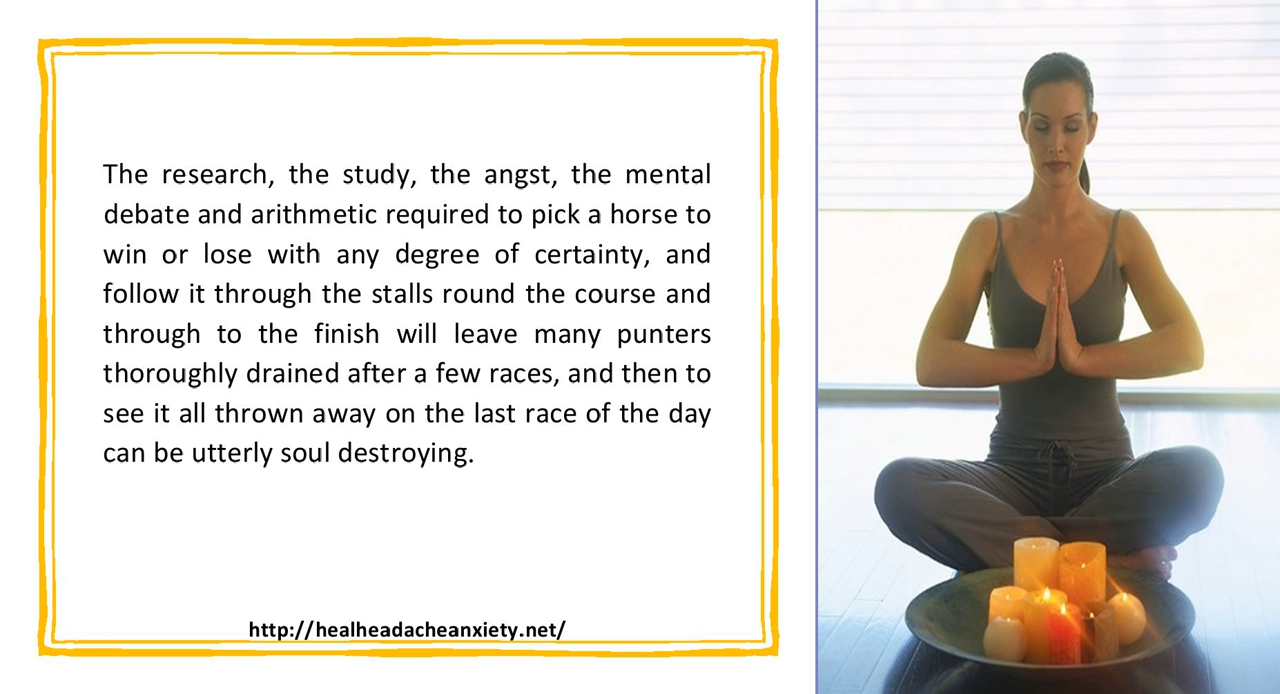 The research, the study, the angst, the mental
debate and arithmetic required to pick a horse to
win or lose with any degree of certainty, and
follow it through the stalls round the course and
through to the finish will leave many punters
thoroughly drained after a few races, and then to
see it all thrown away on the last race of the day
can be utterly soul destroying.
http://healheadacheanxiety.net/